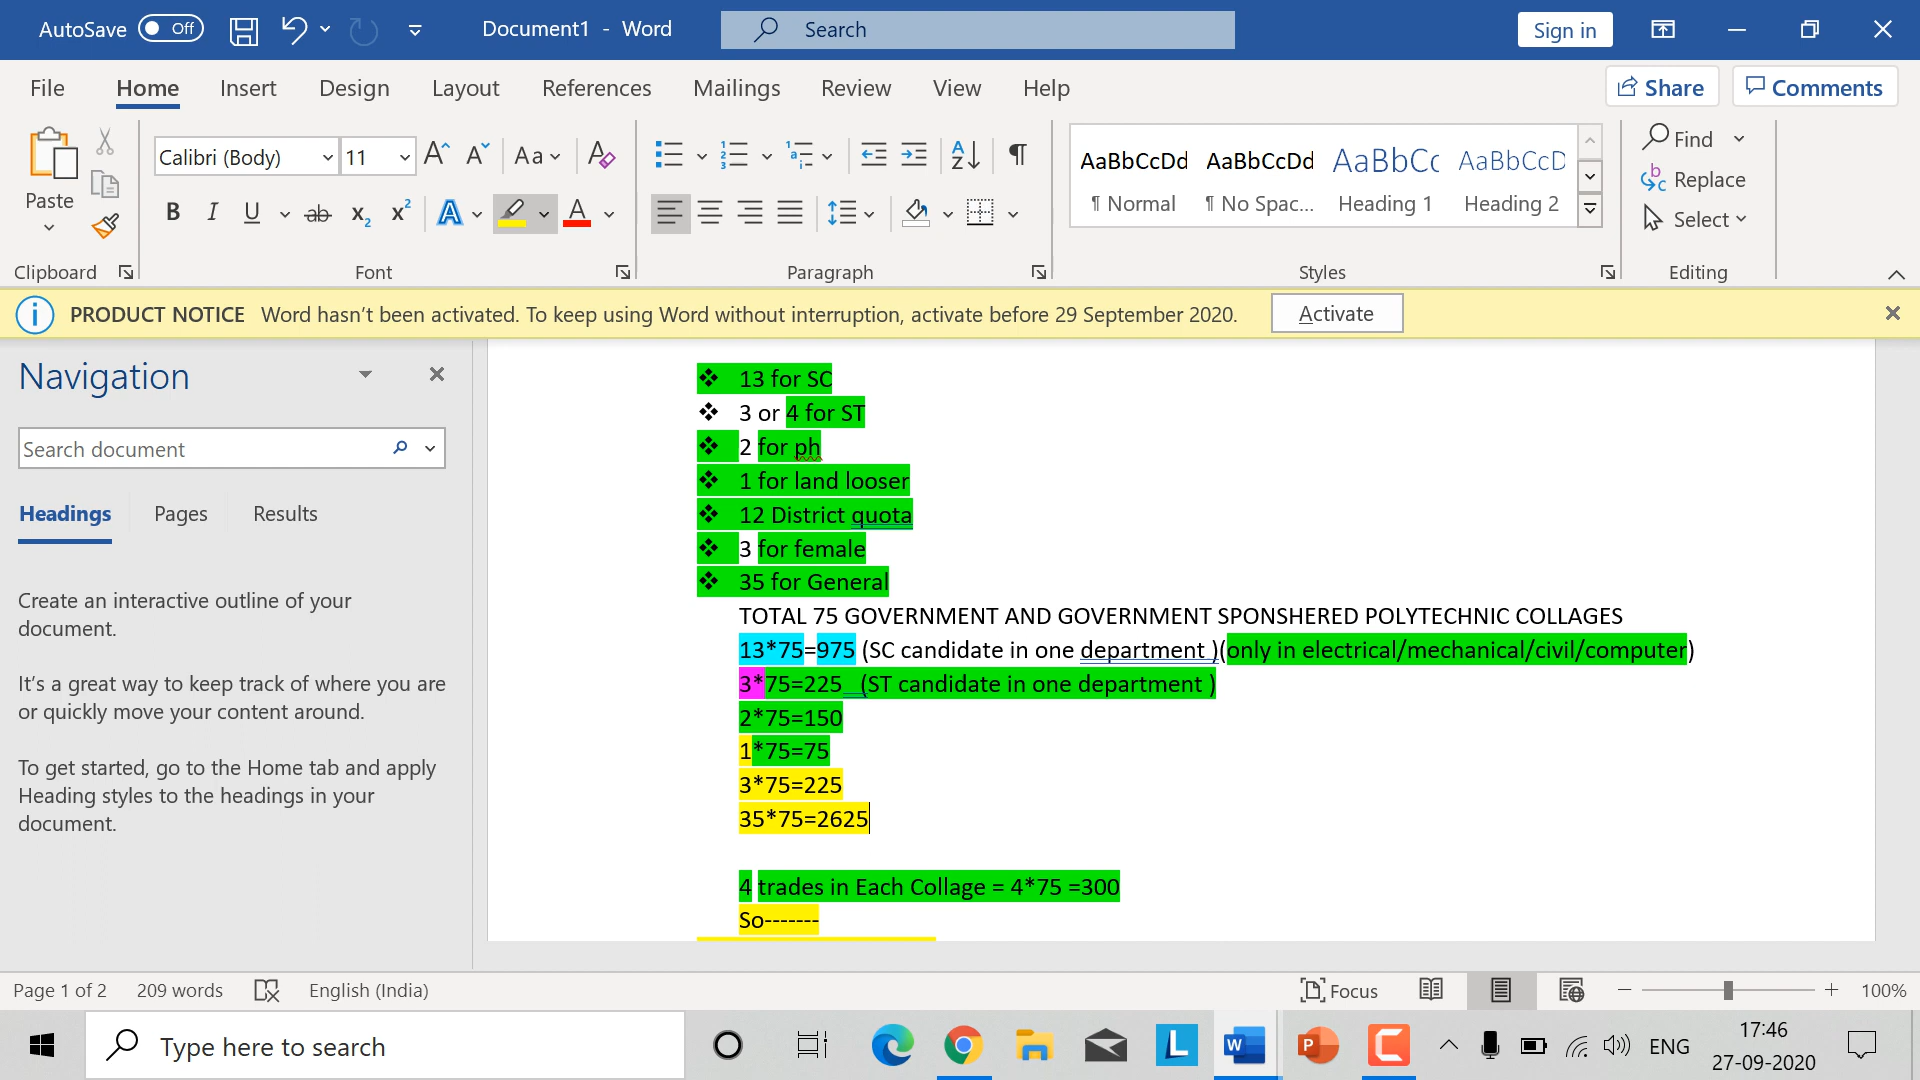 AutoSave Off Document1 - Word Search Sign in
File Home Insert Design Layout References Mailings Review View Help Share Comments
Paste Calibri (Body) 11 Aa AaBbCcDd AaBbCcDd AaBbCc AaBbCcD Find
¶ Normal ¶ No Spac... Heading 1 Heading 2 Replace
B I U ab x₂ x² A A Select
Clipboard Font Paragraph Styles Editing
PRODUCT NOTICE Word hasn't been activated. To keep using Word without interruption, activate before 29 September 2020. Activate
Navigation
Search document
Headings Pages Results
Create an interactive outline of your
document.
It's a great way to keep track of where you are
or quickly move your content around.
To get started, go to the Home tab and apply
Heading styles to the headings in your
document.
❖ 13 for SC
❖ 3 or 4 for ST
❖ 2 for ph
❖ 1 for land looser
❖ 12 District quota
❖ 3 for female
❖ 35 for General
TOTAL 75 GOVERNMENT AND GOVERNMENT SPONSHERED POLYTECHNIC COLLAGES
13*75=975 (SC candidate in one department )(only in electrical/mechanical/civil/computer)
3*75=225 (ST candidate in one department )
2*75=150
1*75=75
3*75=225
35*75=2625
4 trades in Each Collage = 4*75 =300
So-------
Page 1 of 2 209 words English (India) Focus 100%
Type here to search ENG 17:46
27-09-2020